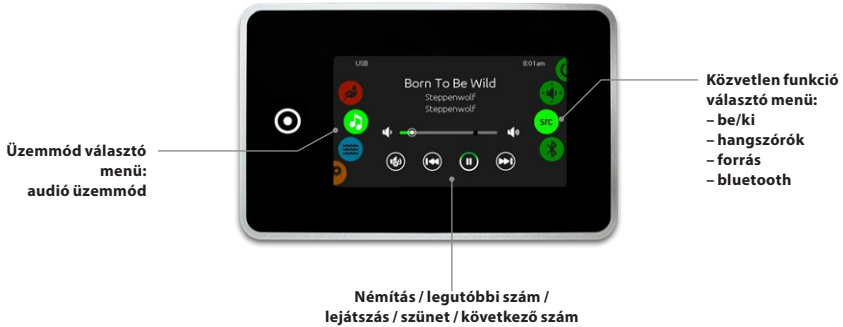 USB
8:01am
Born To Be Wild
Steppenwolf
Steppenwolf
src
Közvetlen funkció
választó menü:
– be/ki
– hangszórók
– forrás
– bluetooth
Üzemmód választó
menü:
audió üzemmód
Némítás / legutóbbi szám /
lejátszás / szünet / következő szám